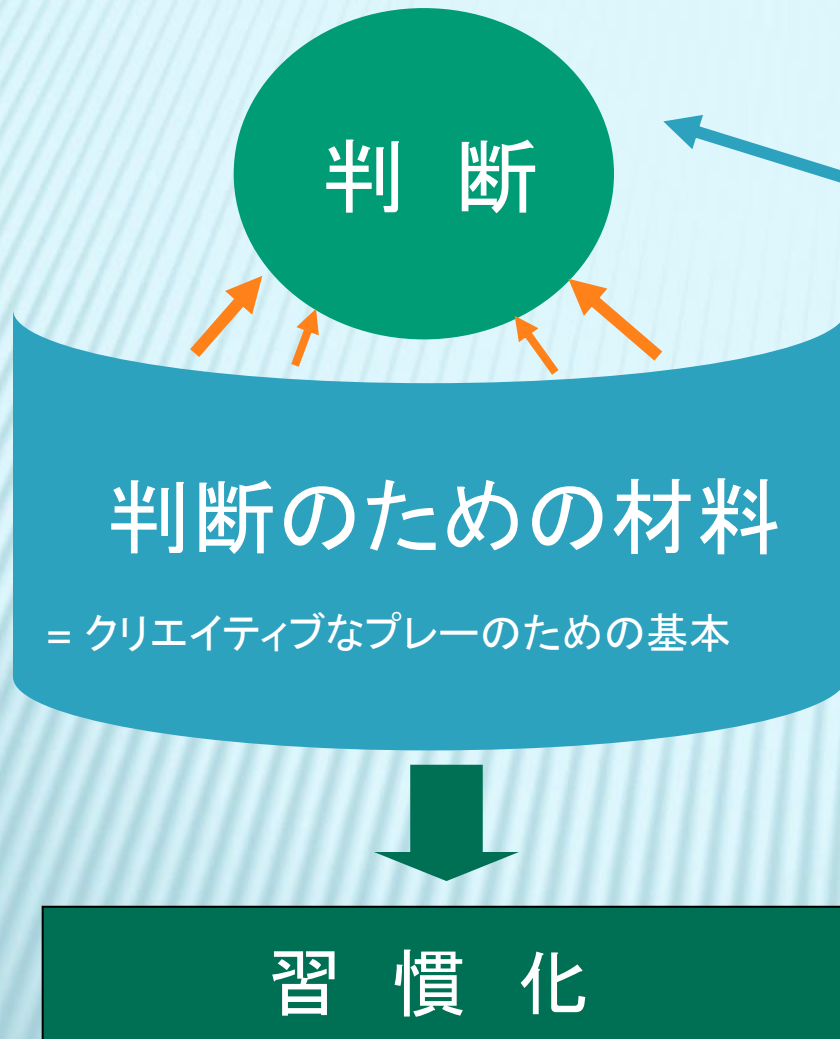 判　断
判断のための材料
= クリエイティブなプレーのための基本
習　慣　化